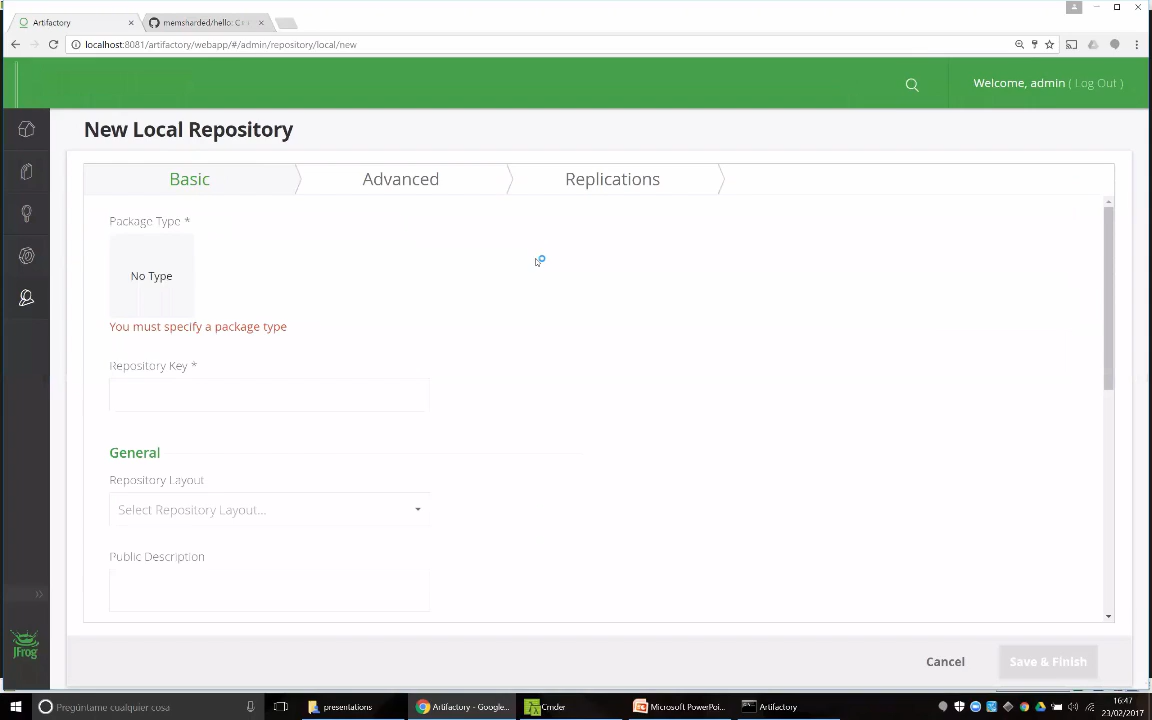 Artifactory
memsharded/hello: C++
localhost:8081/artifactory/webapp/#/admin/repository/local/new
Welcome, admin ( Log Out )
New Local Repository
Basic
Advanced
Replications
Package Type *
No Type
You must specify a package type
Repository Key *
General
Repository Layout
Select Repository Layout...
Public Description
Cancel
Save & Finish
JFrog
Pregúntame cualquier cosa
presentations
Artifactory - Google...
Cmder
Microsoft PowerPoi...
Artifactory
16:47
23/02/2017